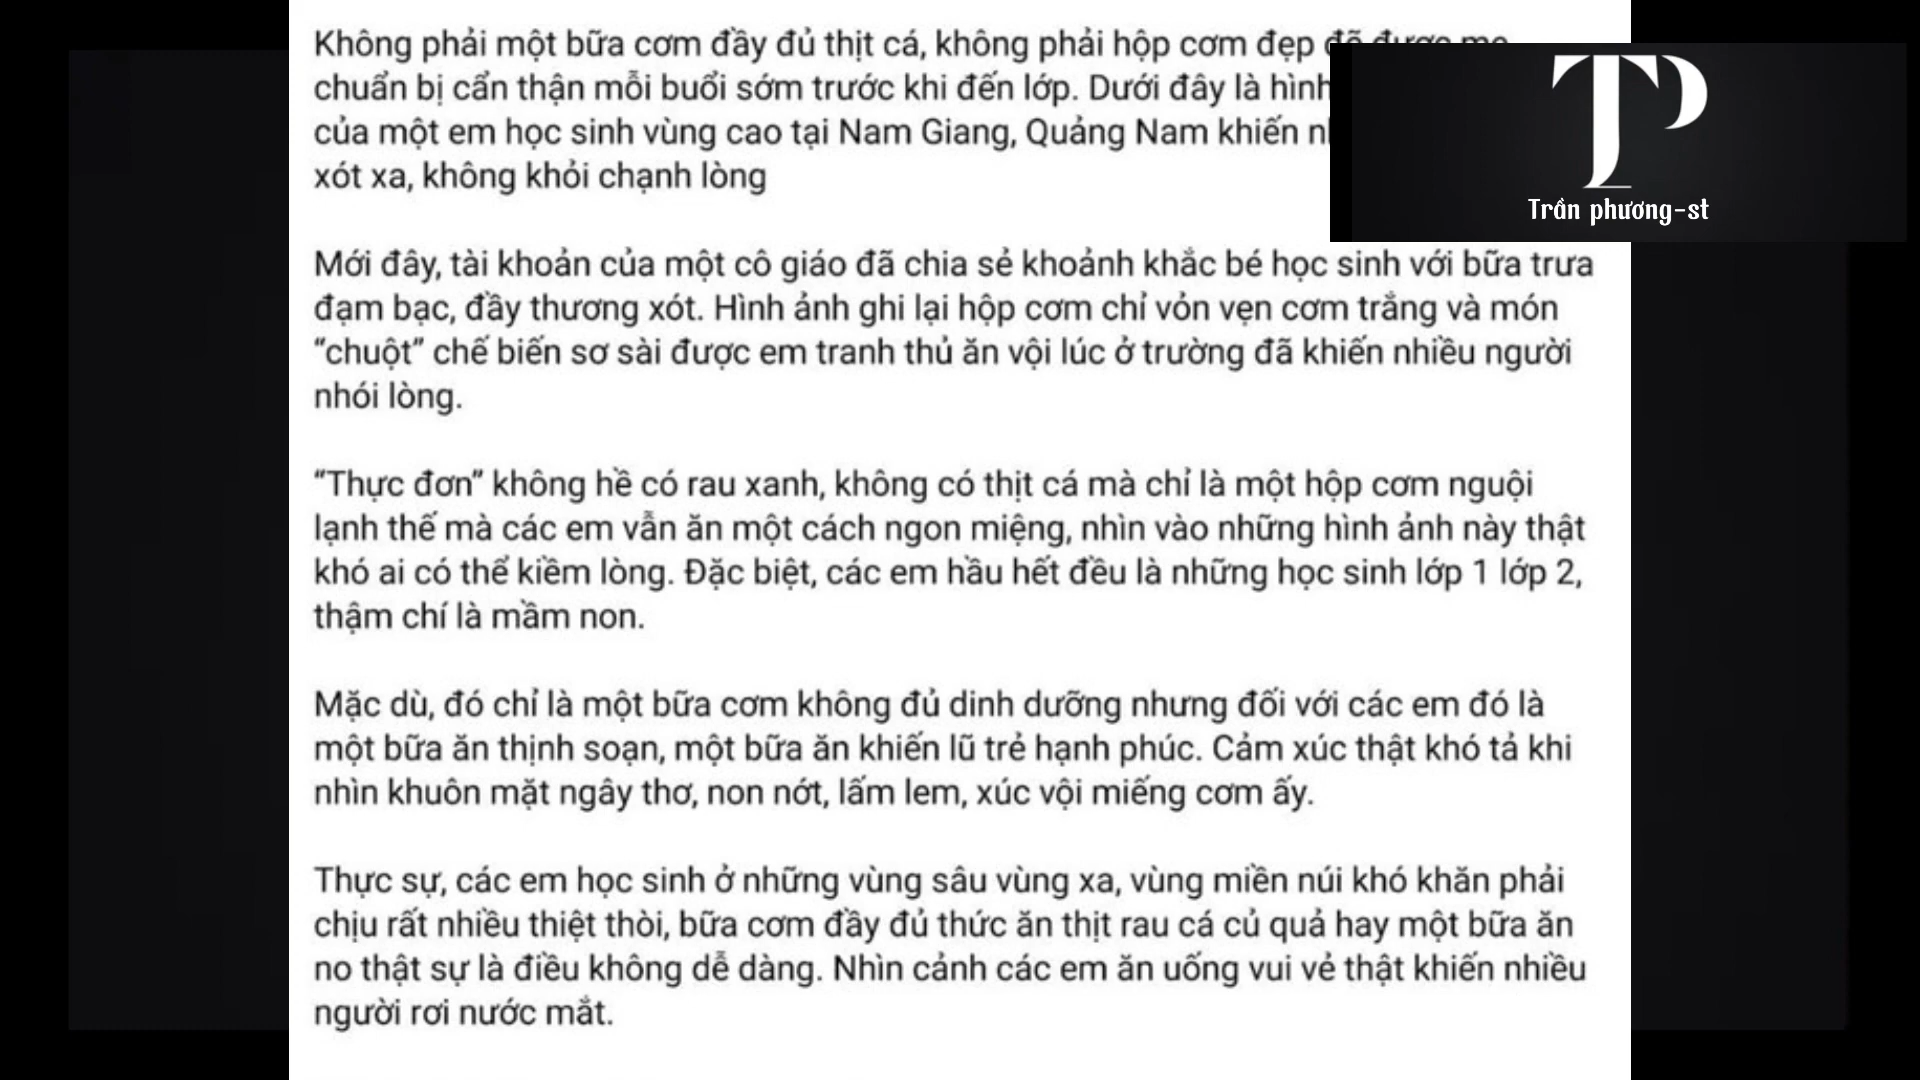 Không phải một bữa cơm đầy đủ thịt cá, không phải hộp cơm đẹp đã được mẹ
chuẩn bị cẩn thận mỗi buổi sớm trước khi đến lớp. Dưới đây là hình
của một em học sinh vùng cao tại Nam Giang, Quảng Nam khiến
xót xa, không khỏi chạnh lòng
TP
Trần phương-st
Mới đây, tài khoản của một cô giáo đã chia sẻ khoảnh khắc bé học sinh với bữa trưa
đạm bạc, đầy thương xót. Hình ảnh ghi lại hộp cơm chỉ vỏn vẹn cơm trắng và món
“chuột” chế biến sơ sài được em tranh thủ ăn vội lúc ở trường đã khiến nhiều người
nhói lòng.
“Thực đơn” không hề có rau xanh, không có thịt cá mà chỉ là một hộp cơm nguội
lạnh thế mà các em vẫn ăn một cách ngon miệng, nhìn vào những hình ảnh này thật
khó ai có thể kiềm lòng. Đặc biệt, các em hầu hết đều là những học sinh lớp 1 lớp 2,
thậm chí là mầm non.
Mặc dù, đó chỉ là một bữa cơm không đủ dinh dưỡng nhưng đối với các em đó là
một bữa ăn thịnh soạn, một bữa ăn khiến lũ trẻ hạnh phúc. Cảm xúc thật khó tả khi
nhìn khuôn mặt ngây thơ, non nớt, lấm lem, xúc vội miếng cơm ấy.
Thực sự, các em học sinh ở những vùng sâu vùng xa, vùng miền núi khó khăn phải
chịu rất nhiều thiệt thòi, bữa cơm đầy đủ thức ăn thịt rau cá củ quả hay một bữa ăn
no thật sự là điều không dễ dàng. Nhìn cảnh các em ăn uống vui vẻ thật khiến nhiều
người rơi nước mắt.